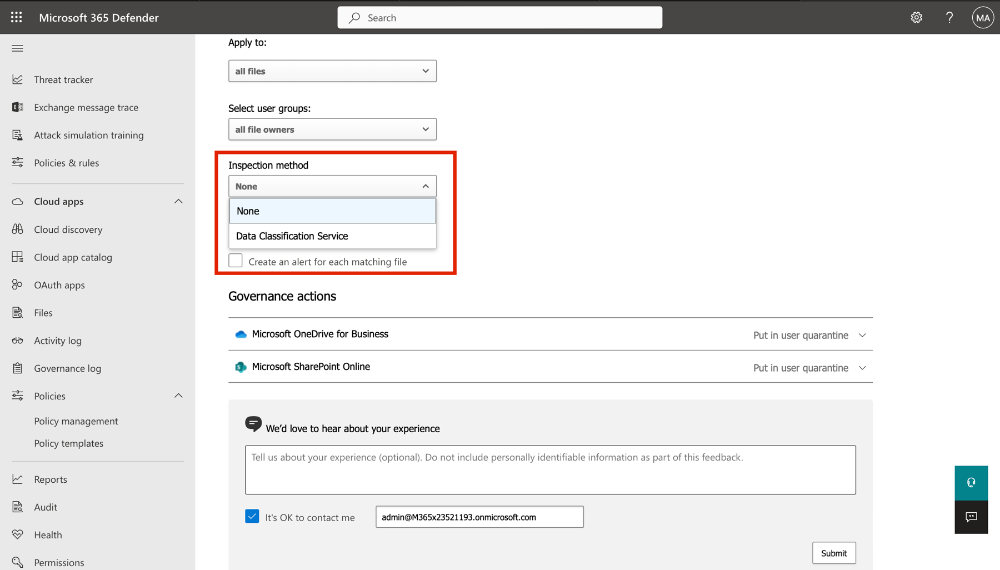 Microsoft 365 Defender
Search
?
MA
Threat tracker
Exchange message trace
Attack simulation training
Policies & rules
Cloud apps
Cloud discovery
Cloud app catalog
OAuth apps
Files
Activity log
Governance log
Policies
Policy management
Policy templates
Reports
Audit
Health
Permissions
Apply to:
all files
Select user groups:
all file owners
Inspection method
None
None
Data Classification Service
Create an alert for each matching file
Governance actions
Microsoft OneDrive for Business
Put in user quarantine
Microsoft SharePoint Online
Put in user quarantine
We’d love to hear about your experience
Tell us about your experience (optional). Do not include personally identifiable information as part of this feedback.
It's OK to contact me
admin@M365x23521193.onmicrosoft.com
Submit